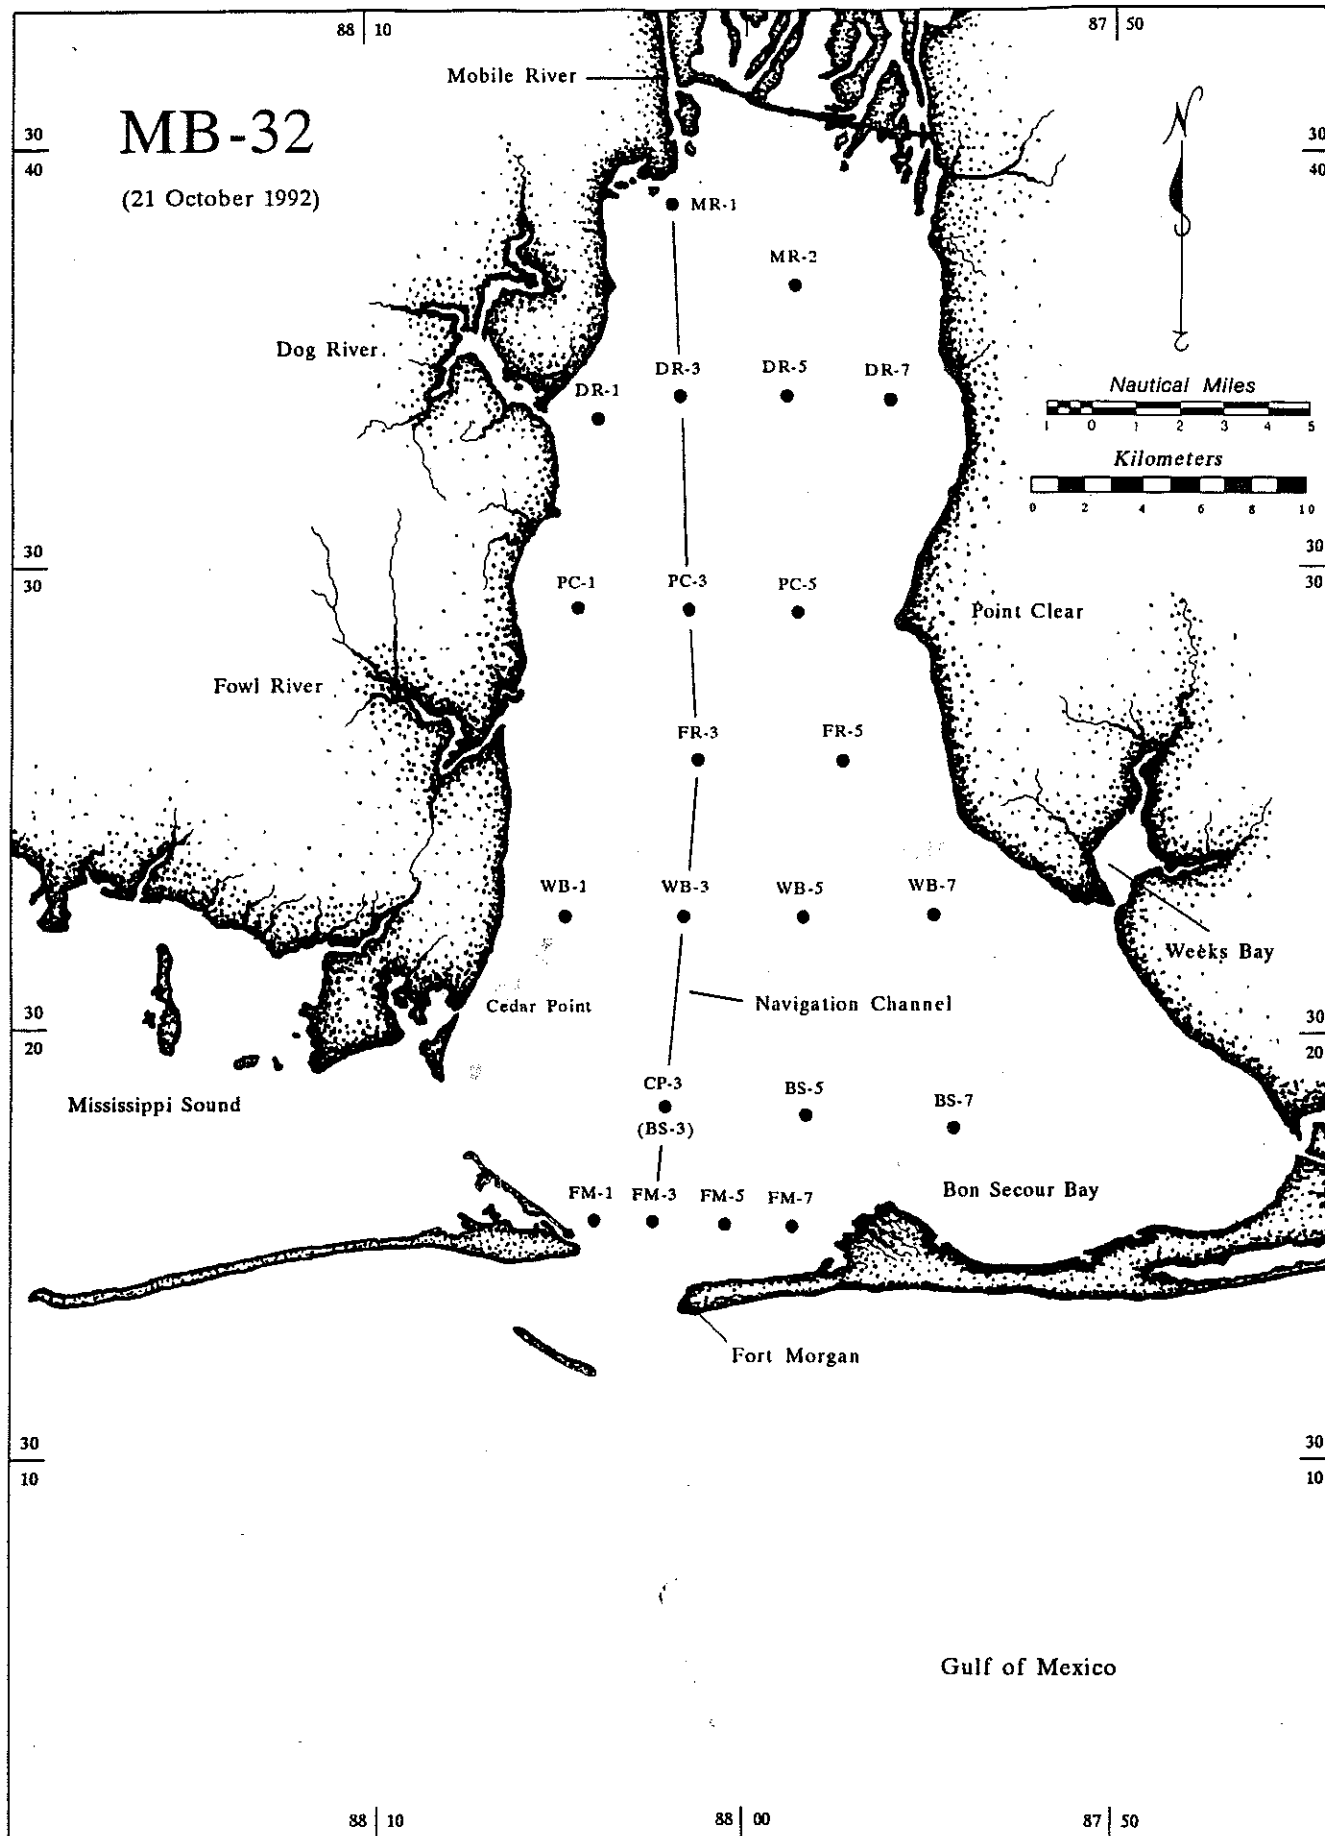 88 10
87 50
Mobile River
MB-32
(21 October 1992)
N
30
40
30
40
MR-1
MR-2
Dog River
DR-1
DR-3
DR-5
DR-7
Nautical Miles
1 0 1 2 3 4 5
Kilometers
0 2 4 6 8 10
30
30
30
30
PC-1
PC-3
PC-5
Point Clear
Fowl River
FR-3
FR-5
WB-1
WB-3
WB-5
WB-7
Weeks Bay
Cedar Point
Navigation Channel
30
20
30
20
Mississippi Sound
CP-3
(BS-3)
BS-5
BS-7
FM-1
FM-3
FM-5
FM-7
Bon Secour Bay
Fort Morgan
30
10
30
10
Gulf of Mexico
88 10
88 00
87 50